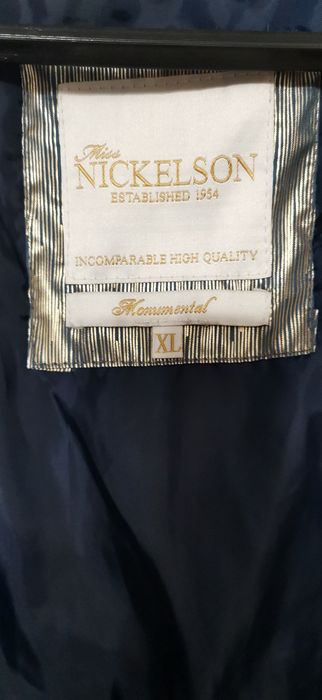 Miss
NICKELSON
ESTABLISHED 1954
INCOMPARABLE HIGH QUALITY
Monumental
XL